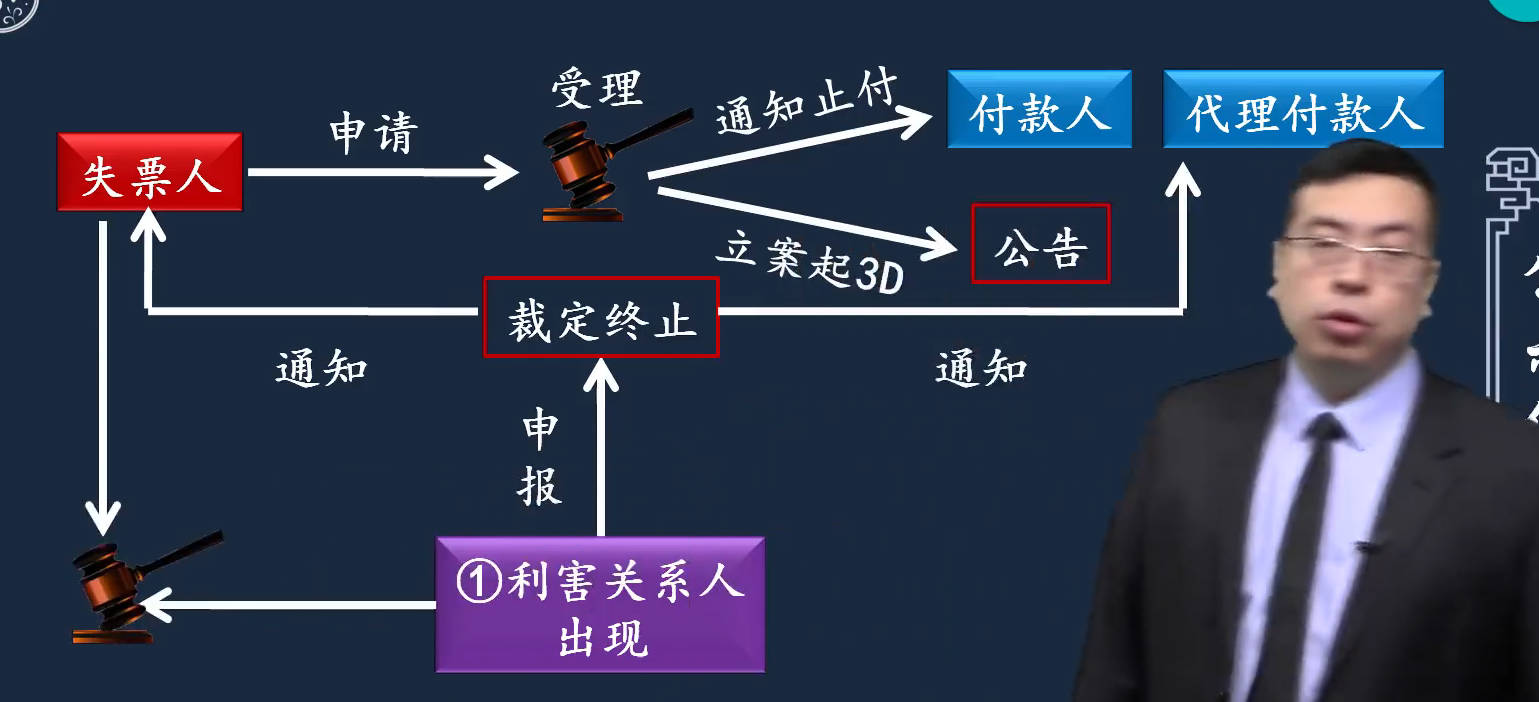 受理
通知止付
付款人
代理付款人
申请
失票人
立案起3D
公告
裁定终止
通知
通知
申
报
①利害关系人
出现